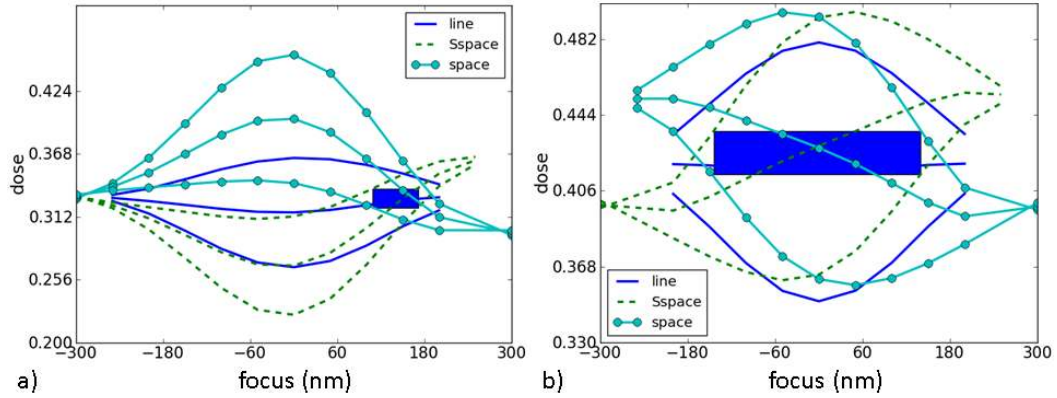 0.424
0.368
0.312
0.256
0.200
dose
−300
−180
−60
60
180
300
focus (nm)
line
Sspace
space
a)
0.482
0.444
0.406
0.368
0.330
dose
−300
−180
−60
60
180
300
focus (nm)
line
Sspace
space
b)